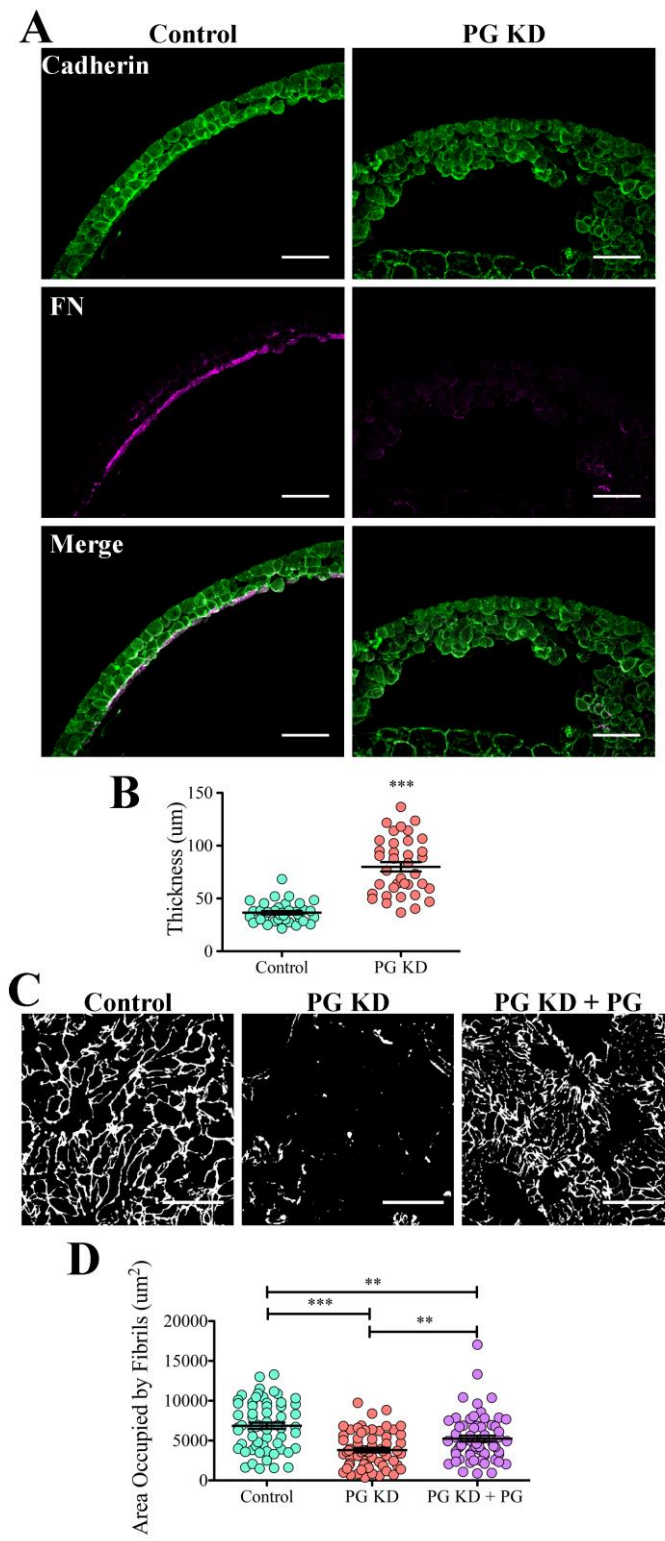 A
Control PG KD
Cadherin
FN
Merge
B
***
150
100
50
0
Thickness (um)
Control PG KD
C
Control PG KD PG KD + PG
D
**
*** **
20000
15000
10000
5000
0
Area Occupied by Fibrils (um²)
Control PG KD PG KD + PG